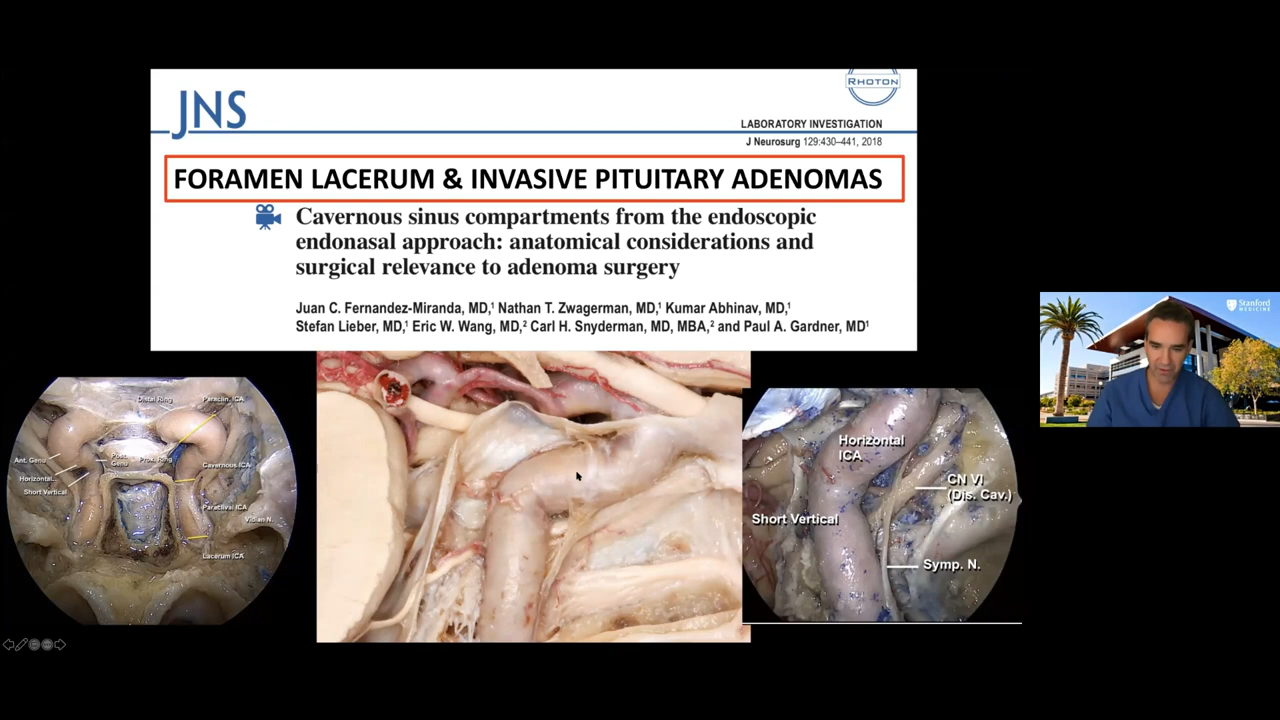 JNS
RHOTON
LABORATORY INVESTIGATION
J Neurosurg 129:430–441, 2018
FORAMEN LACERUM & INVASIVE PITUITARY ADENOMAS
Cavernous sinus compartments from the endoscopic
endonasal approach: anatomical considerations and
surgical relevance to adenoma surgery
Juan C. Fernandez-Miranda, MD,¹ Nathan T. Zwagerman, MD,¹ Kumar Abhinav, MD,¹
Stefan Lieber, MD,¹ Eric W. Wang, MD,² Carl H. Snyderman, MD, MBA,² and Paul A. Gardner, MD¹
Stanford
MEDICINE
Distal Ring
Paraclin. ICA
Ant. Genu
Post.
Genu
Prox. Ring
Cavernous ICA
Horizontal...
Short Vertical
Paraclival ICA
Vidian N.
Lacerum ICA
Horizontal
ICA
CN VI
(Dis. Cav.)
Short Vertical
Symp. N.